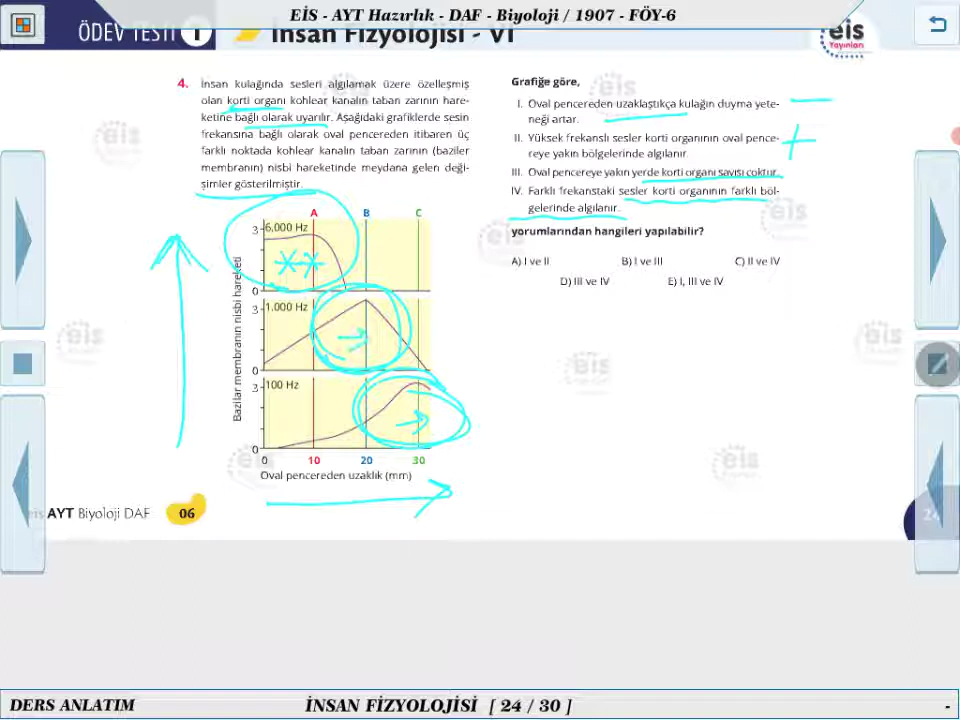 EİS - AYT Hazırlık - DAF - Biyoloji / 1907 - FÖY-6
ÖDEV TESTİ 1
İnsan Fizyolojisi - VI
eis
Yayınları
4. İnsan kulağında sesleri algılamak üzere özelleşmiş
olan korti organı kohlear kanalın taban zarının hare-
ketine bağlı olarak uyarılır. Aşağıdaki grafiklerde sesin
frekansına bağlı olarak oval pencereden itibaren üç
farklı noktada kohlear kanalın taban zarının (baziler
membranın) nisbi hareketinde meydana gelen deği-
şimler gösterilmiştir.
A B C
3 6.000 Hz
0
3 1.000 Hz
0
3 100 Hz
0
0 10 20 30
Bazilar membranın nisbi hareketi
Oval pencereden uzaklık (mm)
Grafiğe göre,
I. Oval pencereden uzaklaştıkça kulağın duyma yete-
neği artar.
II. Yüksek frekanslı sesler korti organının oval pence-
reye yakın bölgelerinde algılanır.
III. Oval pencereye yakın yerde korti organı sayısı çoktur.
IV. Farklı frekanstaki sesler korti organının farklı böl-
gelerinde algılanır.
yorumlarından hangileri yapılabilir?
A) I ve II B) I ve III C) II ve IV
D) III ve IV E) I, III ve IV
eis AYT Biyoloji DAF 06
24
DERS ANLATIM
İNSAN FİZYOLOJİSİ [ 24 / 30 ]
-